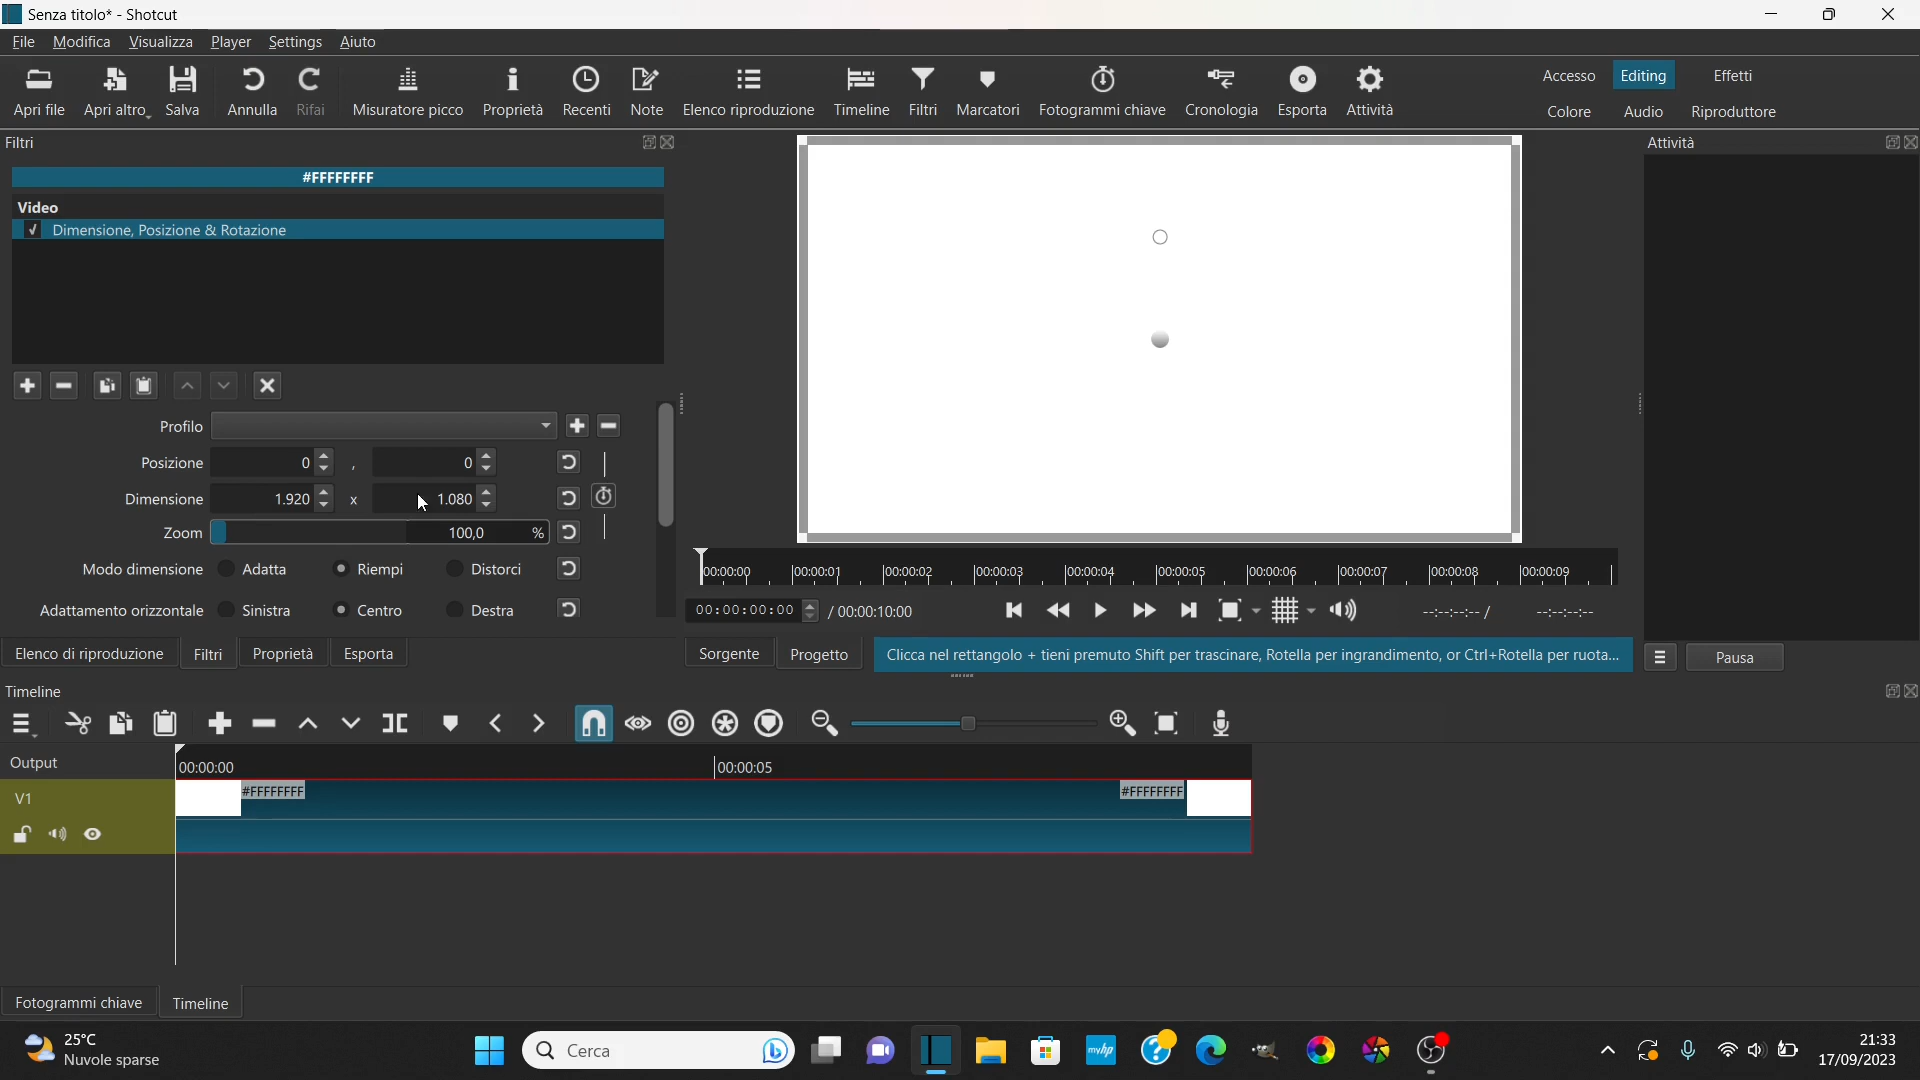 Senza titolo* - Shotcut
File Modifica Visualizza Player Settings Aiuto
Apri file Apri altro Salva Annulla Rifai Misuratore picco Proprietà Recenti Note Elenco riproduzione Timeline Filtri Marcatori Fotogrammi chiave Cronologia Esporta Attività
Accesso Editing Effetti
Colore Audio Riproduttore
Filtri
#FFFFFFFF
Video
Dimensione, Posizione & Rotazione
Profilo
Posizione 0 , 0
Dimensione 1.920 x 1.080
Zoom 100,0 %
Modo dimensione Adatta Riempi Distorci
Adattamento orizzontale Sinistra Centro Destra
Elenco di riproduzione Filtri Proprietà Esporta
00:00:00 00:00:01 00:00:02 00:00:03 00:00:04 00:00:05 00:00:06 00:00:07 00:00:08 00:00:09
00:00:00:00 / 00:00:10:00 --:--:--:-- / --:--:--:--
Sorgente Progetto Clicca nel rettangolo + tieni premuto Shift per trascinare, Rotella per ingrandimento, or Ctrl+Rotella per ruota...
Attività
Pausa
Timeline
Output
00:00:00 00:00:05
V1
#FFFFFFFF #FFFFFFFF
Fotogrammi chiave Timeline
25°C
Nuvole sparse
Cerca
myhp
21:33
17/09/2023